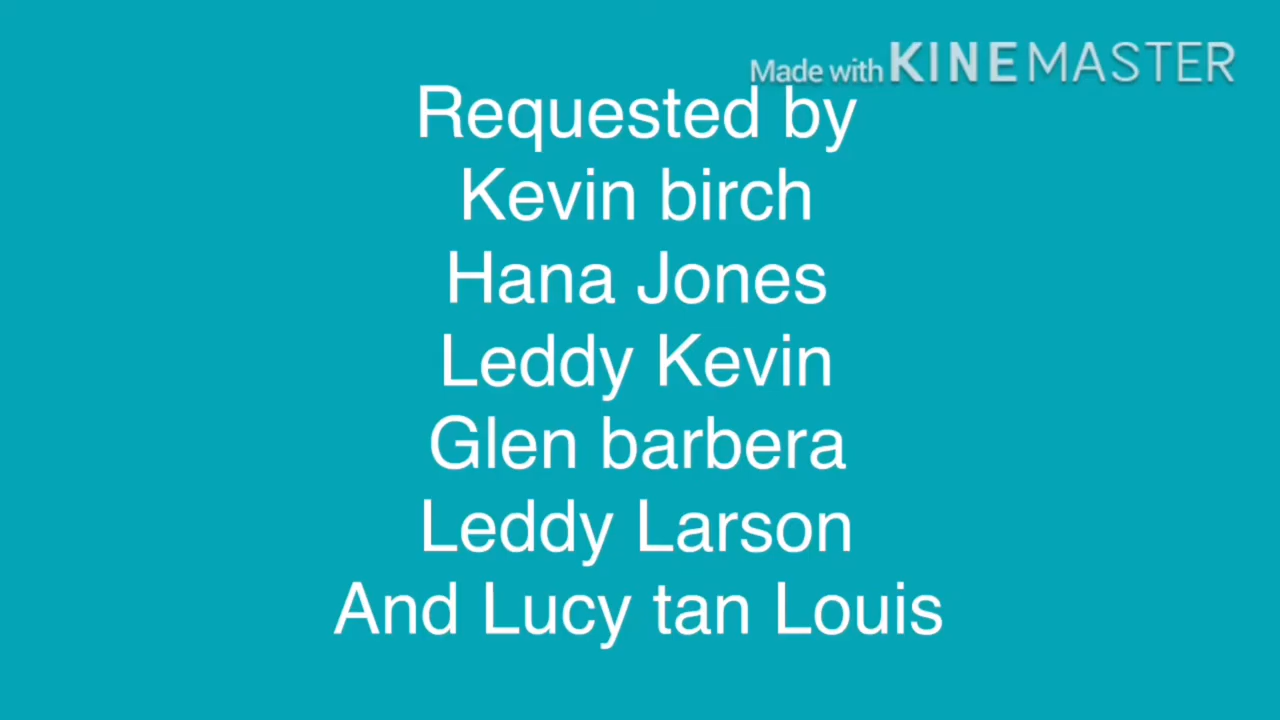 Made with KINEMASTER
Requested by
Kevin birch
Hana Jones
Leddy Kevin
Glen barbera
Leddy Larson
And Lucy tan Louis